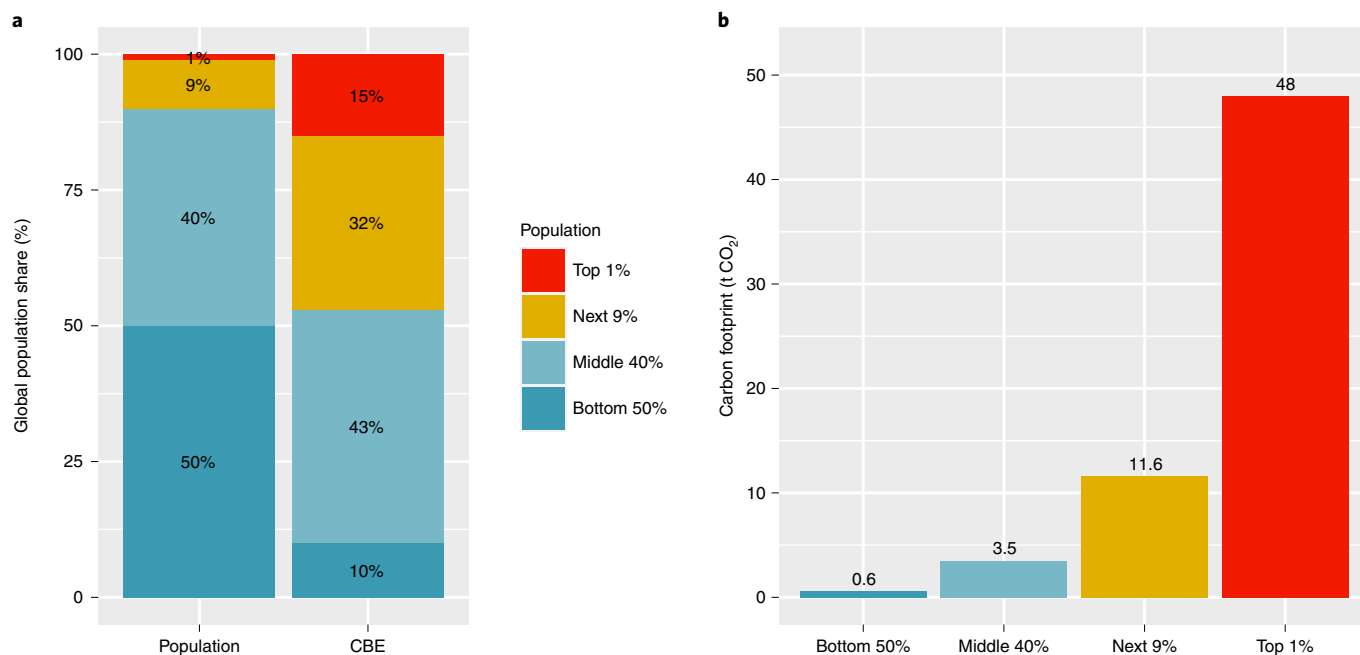 a
Global population share (%)
100
75
50
25
0
1%
9%
40%
50%
15%
32%
43%
10%
Population
CBE
Population
Top 1%
Next 9%
Middle 40%
Bottom 50%
b
Carbon footprint (t CO₂)
50
40
30
20
10
0
0.6
3.5
11.6
48
Bottom 50%
Middle 40%
Next 9%
Top 1%